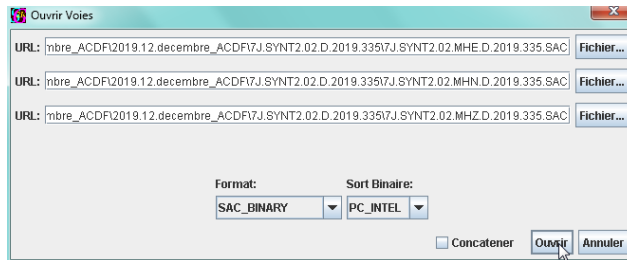 Ouvrir Voies
URL: mbre_ACDF\2019.12.decembre_ACDF\7J.SYNT2.02.D.2019.335\7J.SYNT2.02.MHE.D.2019.335.SAC Fichier...
URL: mbre_ACDF\2019.12.decembre_ACDF\7J.SYNT2.02.D.2019.335\7J.SYNT2.02.MHN.D.2019.335.SAC Fichier...
URL: mbre_ACDF\2019.12.decembre_ACDF\7J.SYNT2.02.D.2019.335\7J.SYNT2.02.MHZ.D.2019.335.SAC Fichier...
Format: Sort Binaire:
SAC_BINARY PC_INTEL
Concatener Ouvrir Annuler